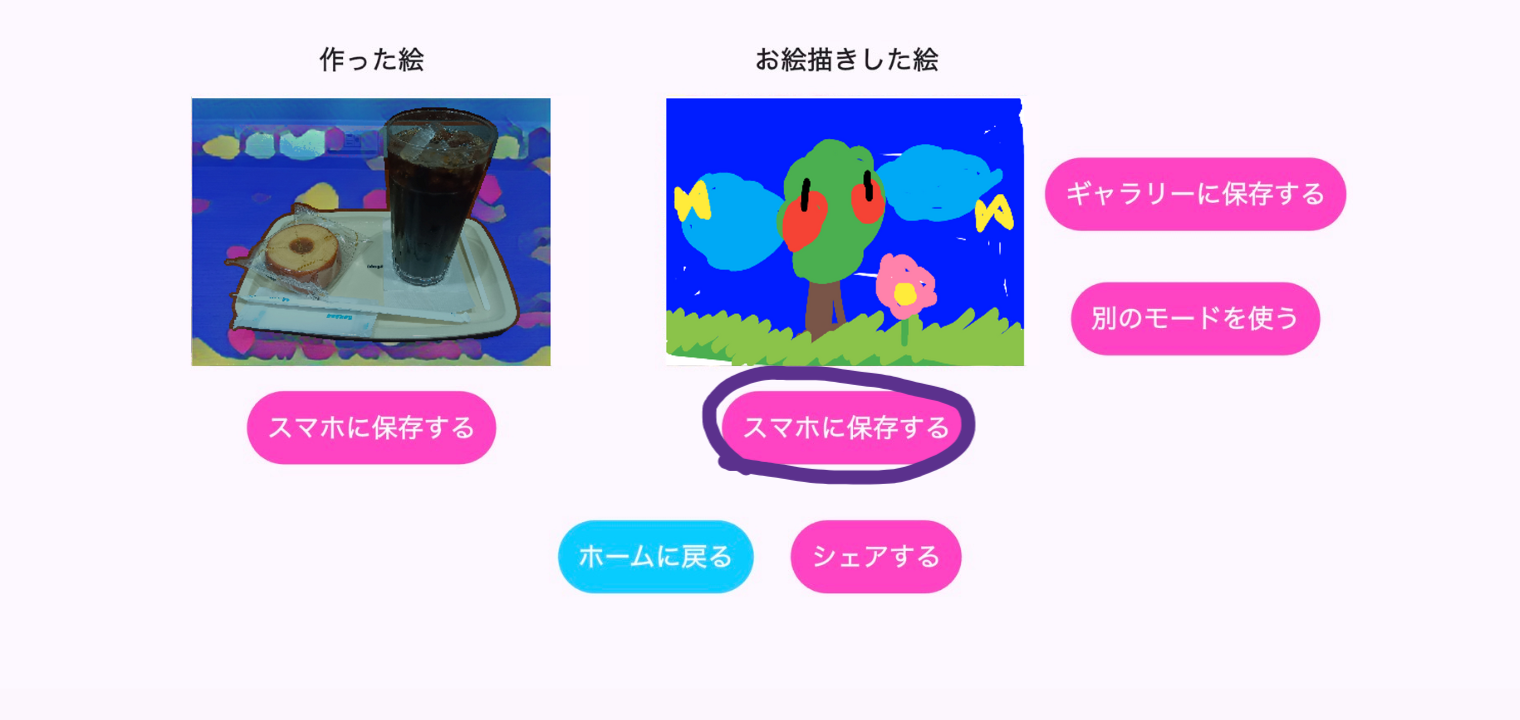 作った絵
お絵描きした絵
ギャラリーに保存する
別のモードを使う
スマホに保存する
スマホに保存する
ホームに戻る
シェアする